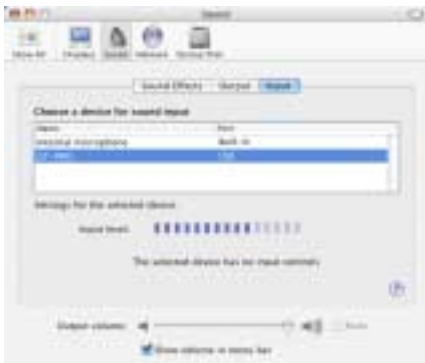 Sound
Show All Displays Sound Network Startup Disk
Sound Effects Output Input
Choose a device for sound input
Name Port
Internal microphone Built-in
USB
Settings for the selected device:
Input level:
The selected device has no input controls
?
Output volume: Mute
Show volume in menu bar